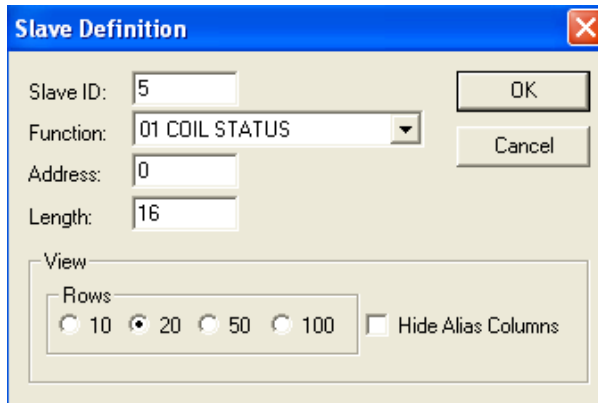 Slave Definition
Slave ID: 5
OK
Function: 01 COIL STATUS
Cancel
Address: 0
Length: 16
View
Rows
10 20 50 100 Hide Alias Columns